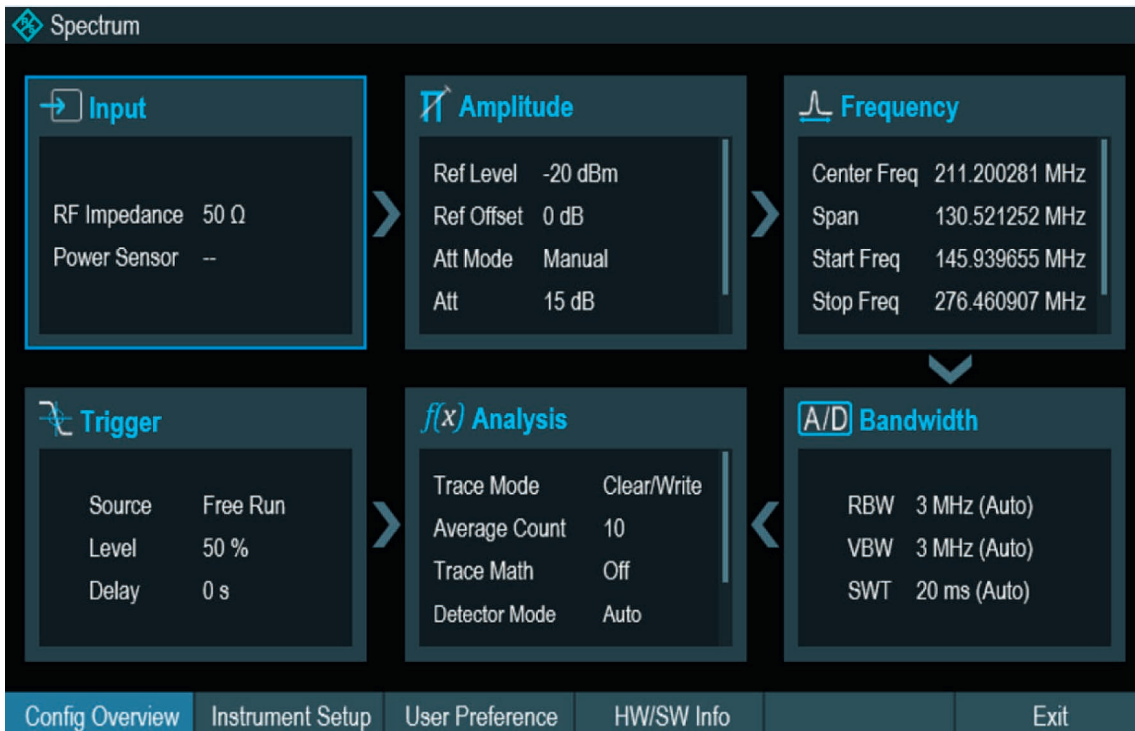 R&S Spectrum
Input
RF Impedance 50 Ω
Power Sensor --
Amplitude
Ref Level -20 dBm
Ref Offset 0 dB
Att Mode Manual
Att 15 dB
Frequency
Center Freq 211.200281 MHz
Span 130.521252 MHz
Start Freq 145.939655 MHz
Stop Freq 276.460907 MHz
A/D Bandwidth
RBW 3 MHz (Auto)
VBW 3 MHz (Auto)
SWT 20 ms (Auto)
f(x) Analysis
Trace Mode Clear/Write
Average Count 10
Trace Math Off
Detector Mode Auto
Trigger
Source Free Run
Level 50 %
Delay 0 s
Config Overview Instrument Setup User Preference HW/SW Info Exit